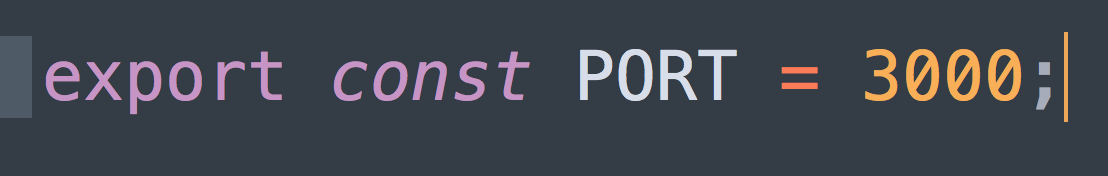 export const PORT = 3000;